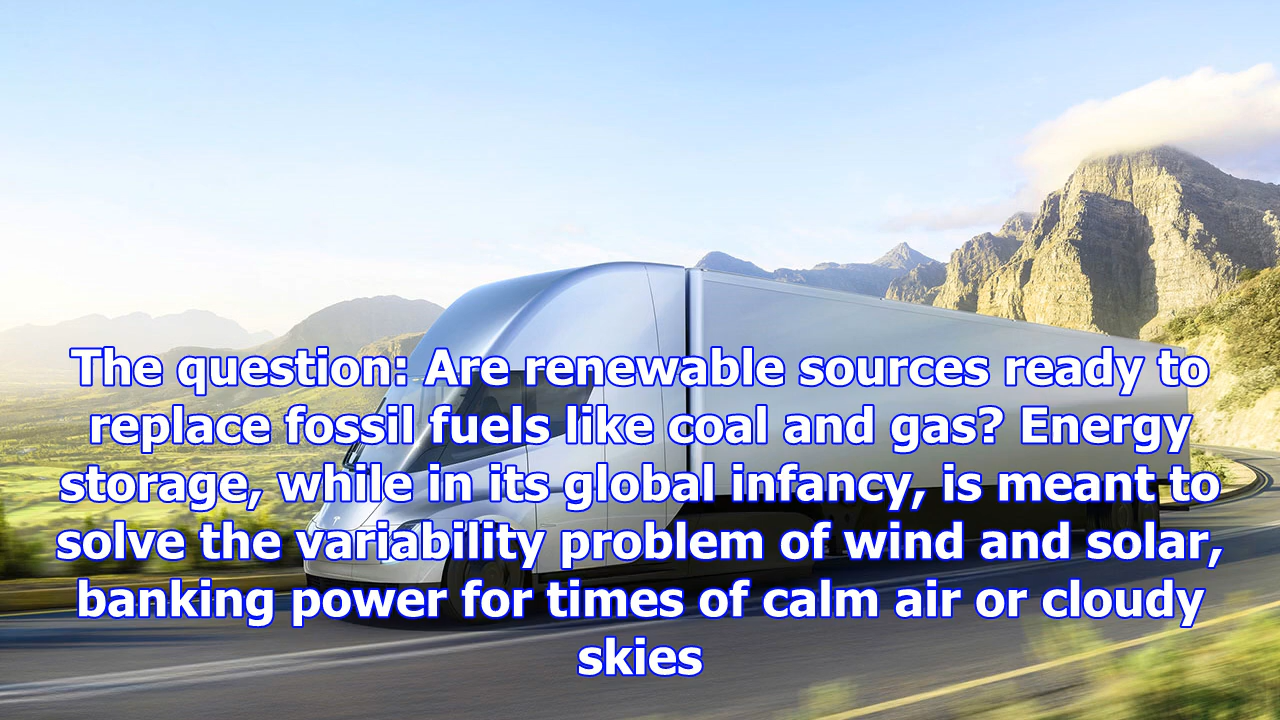 The question: Are renewable sources ready to
replace fossil fuels like coal and gas? Energy
storage, while in its global infancy, is meant to
solve the variability problem of wind and solar,
banking power for times of calm air or cloudy
skies